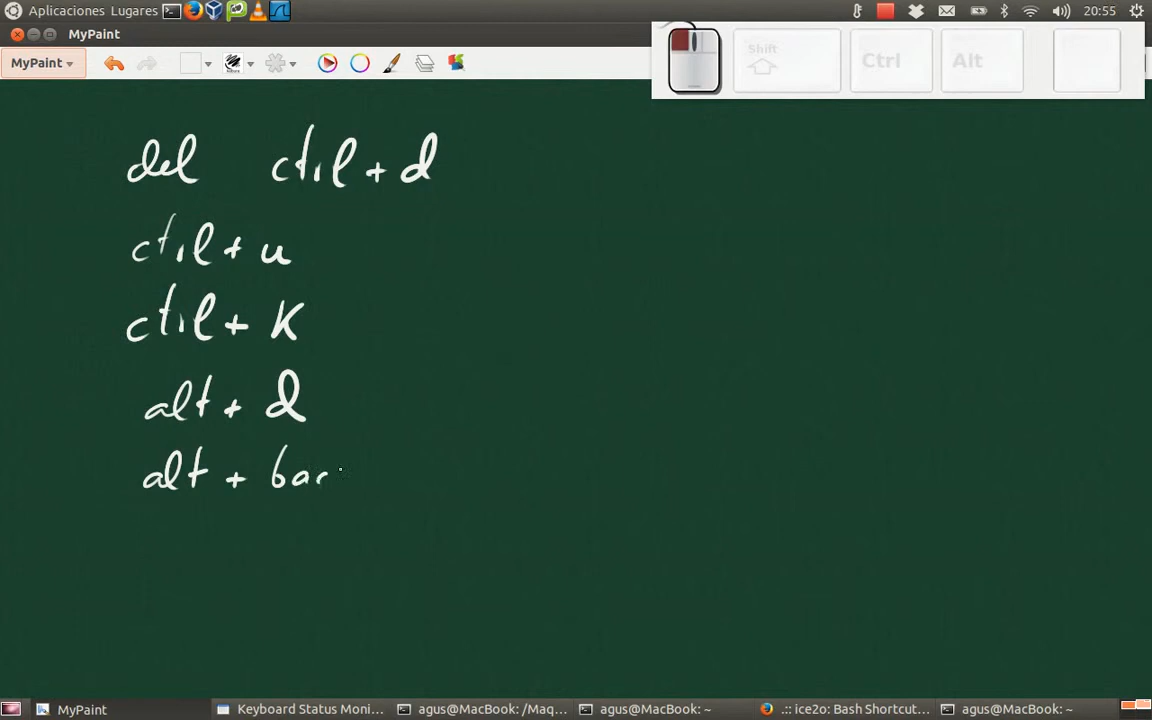 Aplicaciones Lugares 20:55
MyPaint
MyPaint Shift Ctrl Alt
del ctrl + d
ctrl + u
ctrl + K
alt + d
alt + bar
MyPaint Keyboard Status Moni... agus@MacBook: /Maq... agus@MacBook: ~ .:: ice2o: Bash Shortcut... agus@MacBook: ~